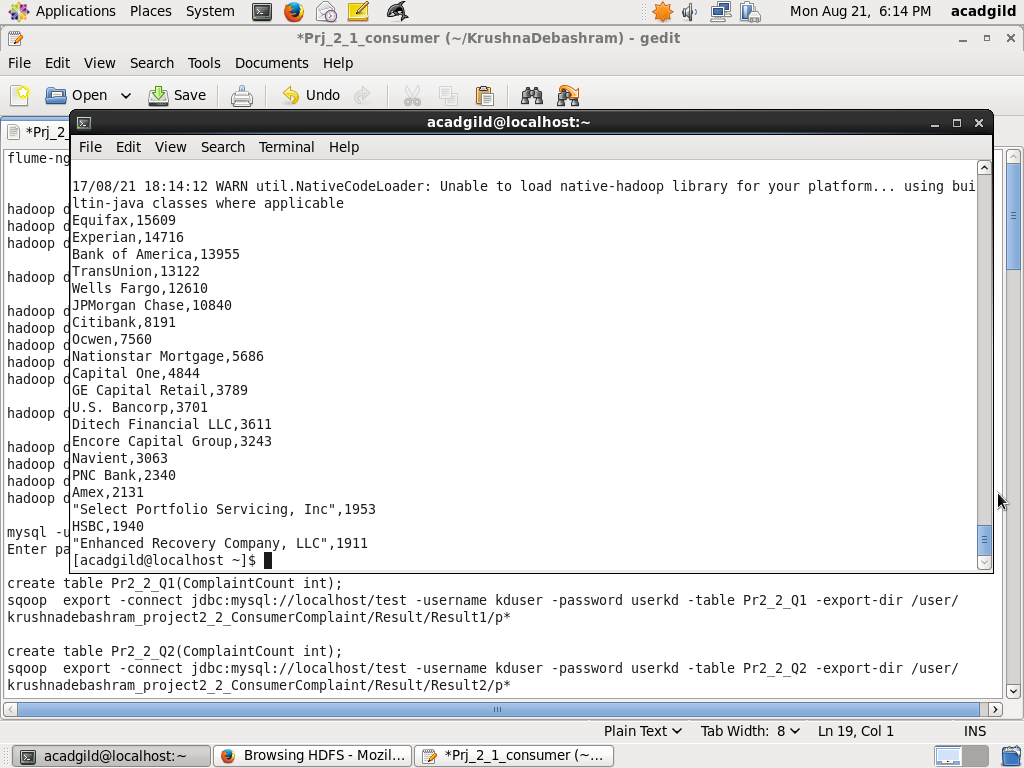 Applications Places System Mon Aug 21, 6:14 PM acadgild
*Prj_2_1_consumer (~/KrushnaDebashram) - gedit
File Edit View Search Tools Documents Help
Open Save Undo
*Prj_2
acadgild@localhost:~
File Edit View Search Terminal Help
flume-ng
hadoop d
hadoop d
hadoop d
hadoop d
hadoop d
hadoop d
hadoop d
hadoop d
hadoop d
hadoop d
hadoop d
hadoop d
hadoop d
hadoop d
mysql -u
Enter pa
17/08/21 18:14:12 WARN util.NativeCodeLoader: Unable to load native-hadoop library for your platform... using bui
ltin-java classes where applicable
Equifax,15609
Experian,14716
Bank of America,13955
TransUnion,13122
Wells Fargo,12610
JPMorgan Chase,10840
Citibank,8191
Ocwen,7560
Nationstar Mortgage,5686
Capital One,4844
GE Capital Retail,3789
U.S. Bancorp,3701
Ditech Financial LLC,3611
Encore Capital Group,3243
Navient,3063
PNC Bank,2340
Amex,2131
"Select Portfolio Servicing, Inc",1953
HSBC,1940
"Enhanced Recovery Company, LLC",1911
[acadgild@localhost ~]$
create table Pr2_2_Q1(ComplaintCount int);
sqoop  export -connect jdbc:mysql://localhost/test -username kduser -password userkd -table Pr2_2_Q1 -export-dir /user/
krushnadebashram_project2_2_ConsumerComplaint/Result/Result1/p*
create table Pr2_2_Q2(ComplaintCount int);
sqoop  export -connect jdbc:mysql://localhost/test -username kduser -password userkd -table Pr2_2_Q2 -export-dir /user/
krushnadebashram_project2_2_ConsumerComplaint/Result/Result2/p*
Plain Text Tab Width: 8 Ln 19, Col 1 INS
acadgild@localhost:~ Browsing HDFS - Mozil... *Prj_2_1_consumer (~...